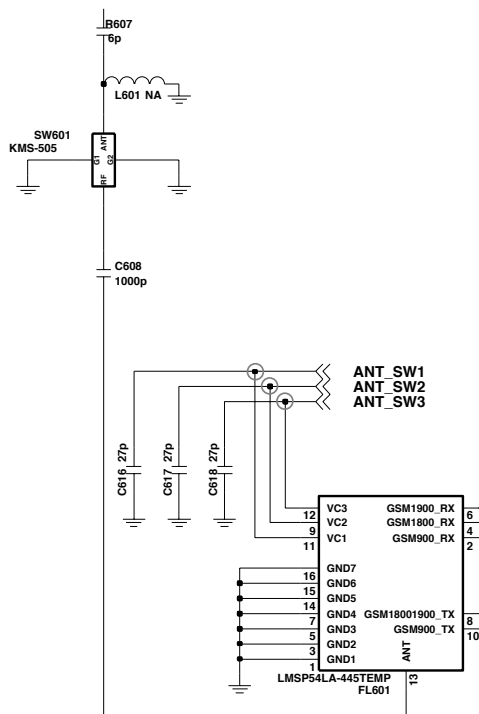 R607
6p
L601 NA
SW601
KMS-505
ANT
G1
G2
RF
C608
1000p
ANT_SW1
ANT_SW2
ANT_SW3
C616 27p
C617 27p
C618 27p
12 VC3 GSM1900_RX 6
9 VC2 GSM1800_RX 4
11 VC1 GSM900_RX 2
16 GND7
15 GND6
14 GND5
7 GND4 GSM18001900_TX 8
5 GND3 GSM900_TX 10
3 GND2
1 GND1
ANT
13
LMSP54LA-445TEMP
FL601